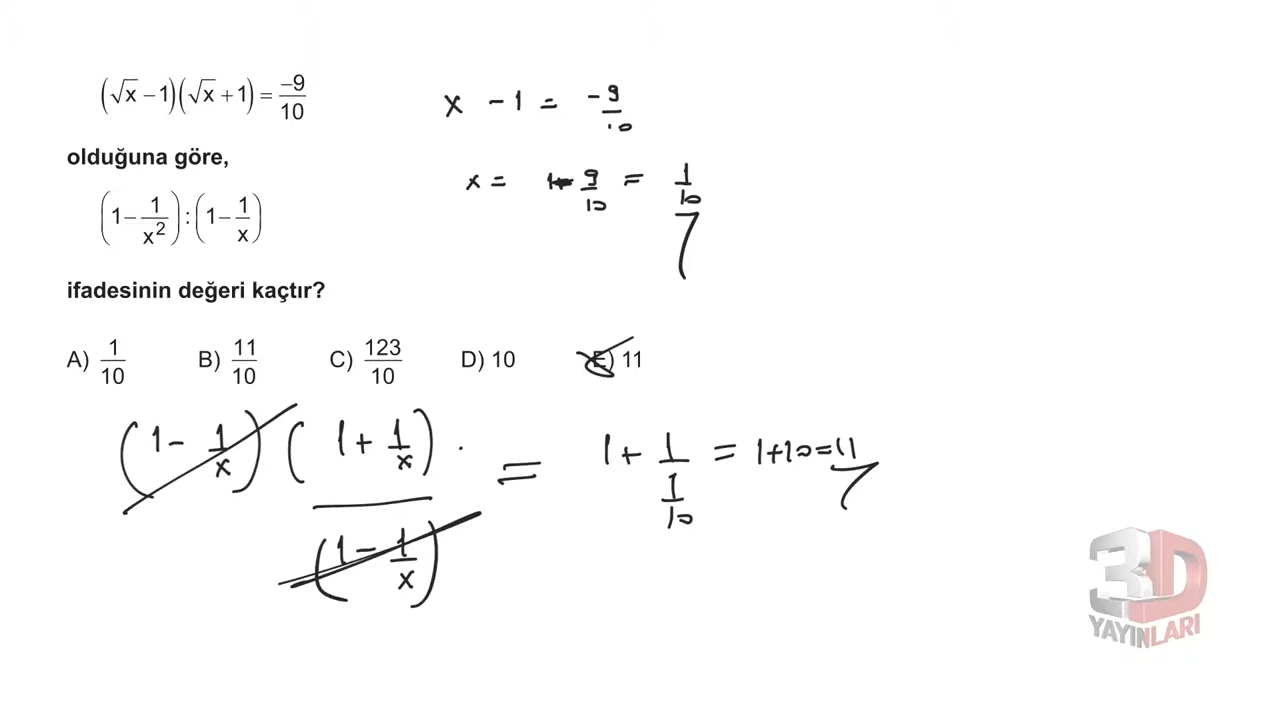 (√x − 1)(√x + 1) = −9/10
olduğuna göre,
(1 − 1/x²) : (1 − 1/x)
ifadesinin değeri kaçtır?
A) 1/10 B) 11/10 C) 123/10 D) 10 E) 11
x − 1 = −9/10
x = 1 − 9/10 = 1/10
(1 − 1/x) (1 + 1/x) . / (1 − 1/x) = 1 + 1/(1/10) = 1+10=11
3D
YAYINLARI